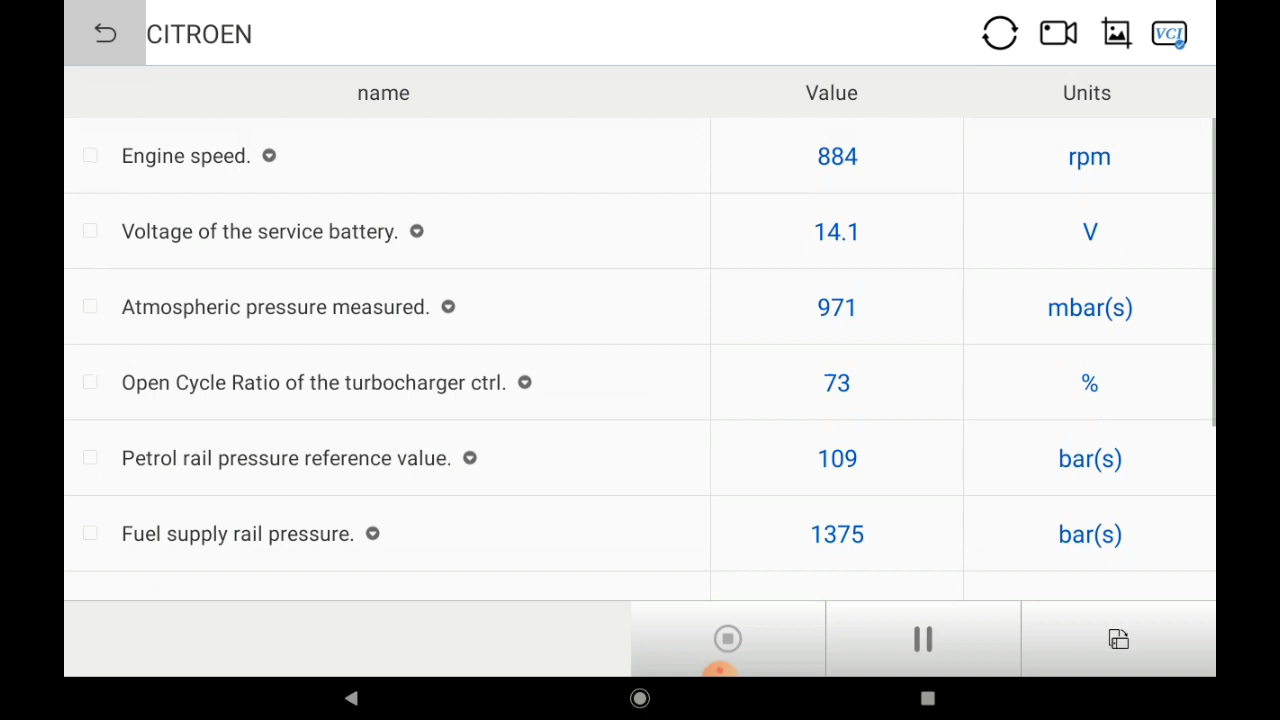 CITROEN
VCI
name Value Units
Engine speed. 884 rpm
Voltage of the service battery. 14.1 V
Atmospheric pressure measured. 971 mbar(s)
Open Cycle Ratio of the turbocharger ctrl. 73 %
Petrol rail pressure reference value. 109 bar(s)
Fuel supply rail pressure. 1375 bar(s)